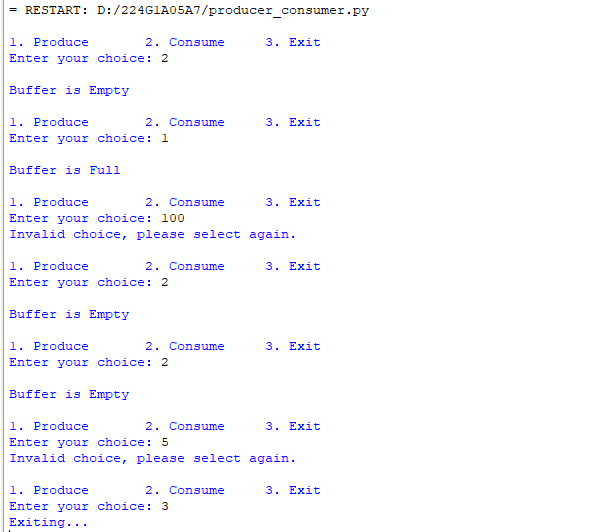 = RESTART: D:/224G1A05A7/producer_consumer.py
1. Produce 2. Consume 3. Exit
Enter your choice: 2
Buffer is Empty
1. Produce 2. Consume 3. Exit
Enter your choice: 1
Buffer is Full
1. Produce 2. Consume 3. Exit
Enter your choice: 100
Invalid choice, please select again.
1. Produce 2. Consume 3. Exit
Enter your choice: 2
Buffer is Empty
1. Produce 2. Consume 3. Exit
Enter your choice: 2
Buffer is Empty
1. Produce 2. Consume 3. Exit
Enter your choice: 5
Invalid choice, please select again.
1. Produce 2. Consume 3. Exit
Enter your choice: 3
Exiting...